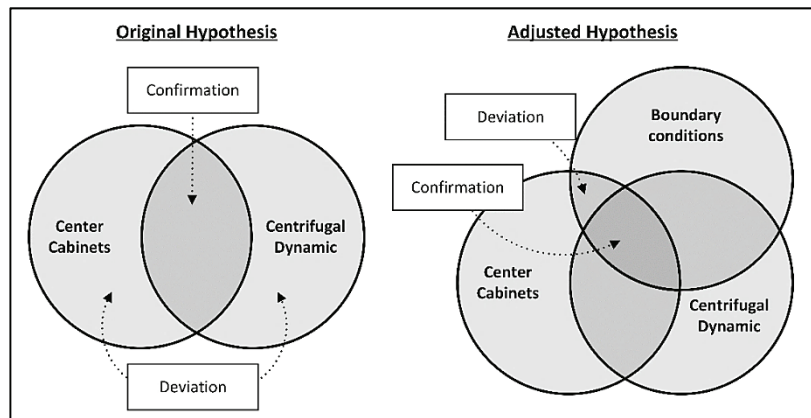 Original Hypothesis
Confirmation
Center
Cabinets
Centrifugal
Dynamic
Deviation
Adjusted Hypothesis
Boundary
conditions
Deviation
Confirmation
Center
Cabinets
Centrifugal
Dynamic